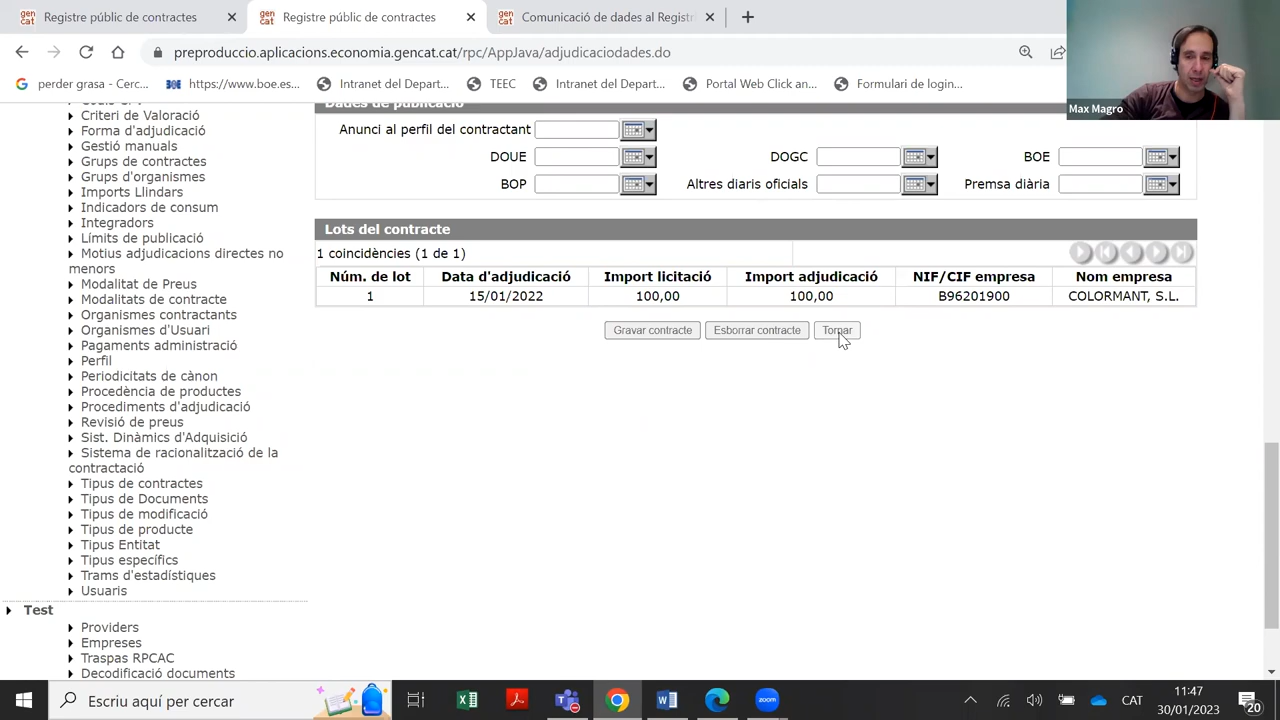 Registre públic de contractes
Registre públic de contractes
Comunicació de dades al Registr
preproduccio.aplicacions.economia.gencat.cat/rpc/AppJava/adjudicaciodades.do
perder grasa - Cerc...
https://www.boe.es...
Intranet del Depart...
TEEC
Intranet del Depart...
Portal Web Click an...
Formulari de login...
Max Magro
Criteri de Valoració
Forma d'adjudicació
Gestió manuals
Grups de contractes
Grups d'organismes
Imports Llindars
Indicadors de consum
Integradors
Límits de publicació
Motius adjudicacions directes no
menors
Modalitat de Preus
Modalitats de contracte
Organismes contractants
Organismes d'Usuari
Pagaments administració
Perfil
Periodicitats de cànon
Procedència de productes
Procediments d'adjudicació
Revisió de preus
Sist. Dinàmics d'Adquisició
Sistema de racionalització de la
contractació
Tipus de contractes
Tipus de Documents
Tipus de modificació
Tipus de producte
Tipus Entitat
Tipus específics
Trams d'estadístiques
Usuaris
Test
Providers
Empreses
Traspas RPCAC
Decodificació documents
Dades de publicació
Anunci al perfil del contractant
DOUE
DOGC
BOE
BOP
Altres diaris oficials
Premsa diària
Lots del contracte
1 coincidències (1 de 1)
Núm. de lot Data d'adjudicació Import licitació Import adjudicació NIF/CIF empresa Nom empresa
1 15/01/2022 100,00 100,00 B96201900 COLORMANT, S.L.
Gravar contracte Esborrar contracte Tornar
Escriu aquí per cercar
CAT
11:47
30/01/2023
20
zoom